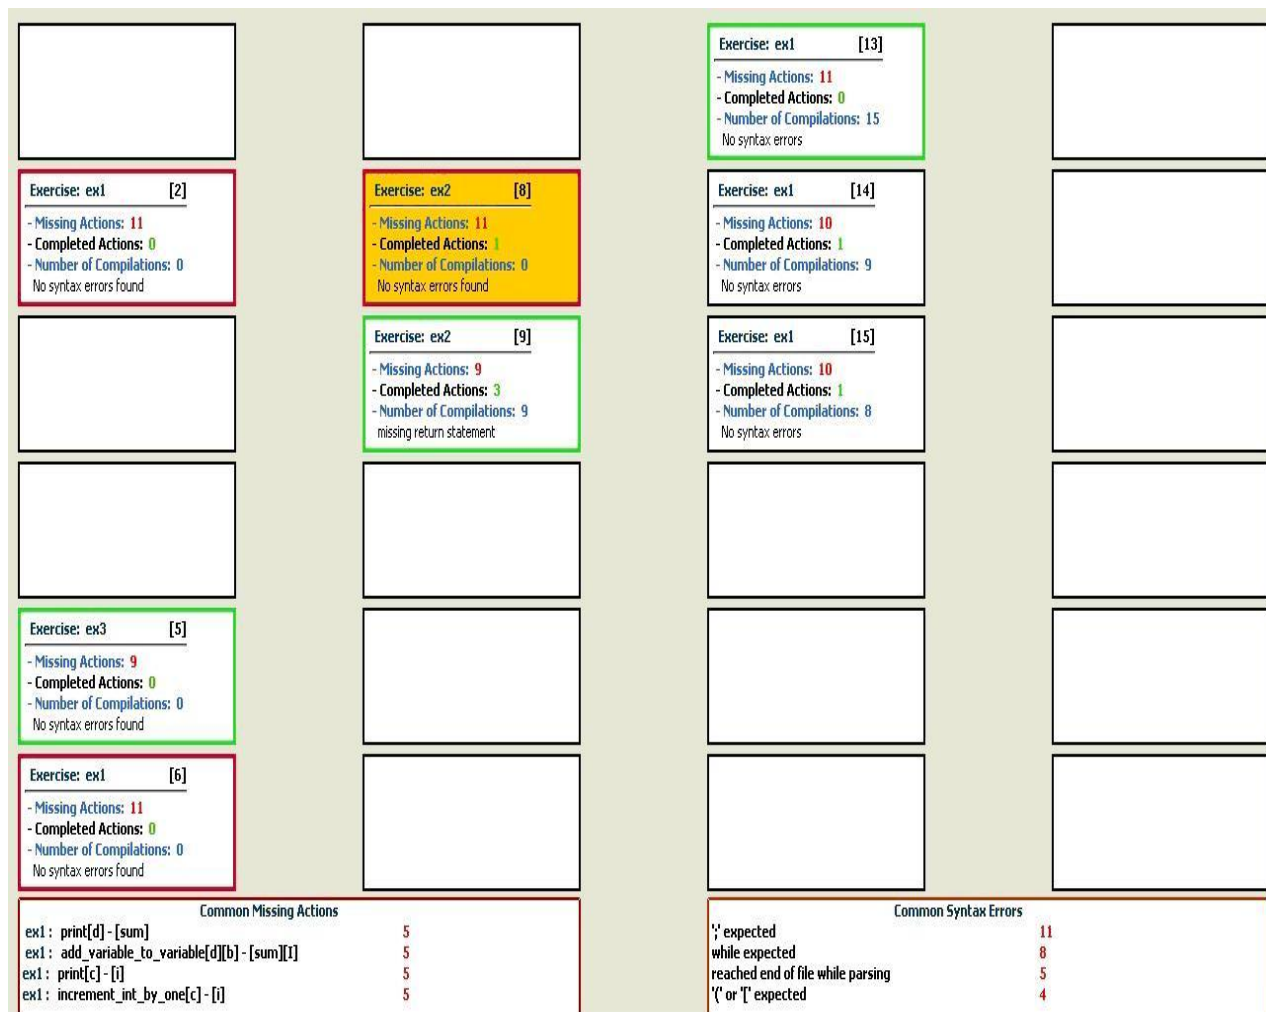 Exercise: ex1 [13]
- Missing Actions: 11
- Completed Actions: 0
- Number of Compilations: 15
No syntax errors
Exercise: ex1 [2]
- Missing Actions: 11
- Completed Actions: 0
- Number of Compilations: 0
No syntax errors found
Exercise: ex2 [8]
- Missing Actions: 11
- Completed Actions: 1
- Number of Compilations: 0
No syntax errors found
Exercise: ex1 [14]
- Missing Actions: 10
- Completed Actions: 1
- Number of Compilations: 9
No syntax errors
Exercise: ex2 [9]
- Missing Actions: 9
- Completed Actions: 3
- Number of Compilations: 9
missing return statement
Exercise: ex1 [15]
- Missing Actions: 10
- Completed Actions: 1
- Number of Compilations: 8
No syntax errors
Exercise: ex3 [5]
- Missing Actions: 9
- Completed Actions: 0
- Number of Compilations: 0
No syntax errors found
Exercise: ex1 [6]
- Missing Actions: 11
- Completed Actions: 0
- Number of Compilations: 0
No syntax errors found
Common Missing Actions
ex1 : print[d] - [sum] 5
ex1 : add_variable_to_variable[d][b] - [sum][I] 5
ex1 : print[c] - [i] 5
ex1 : increment_int_by_one[c] - [i] 5
Common Syntax Errors
';' expected 11
while expected 8
reached end of file while parsing 5
'(' or '[' expected 4